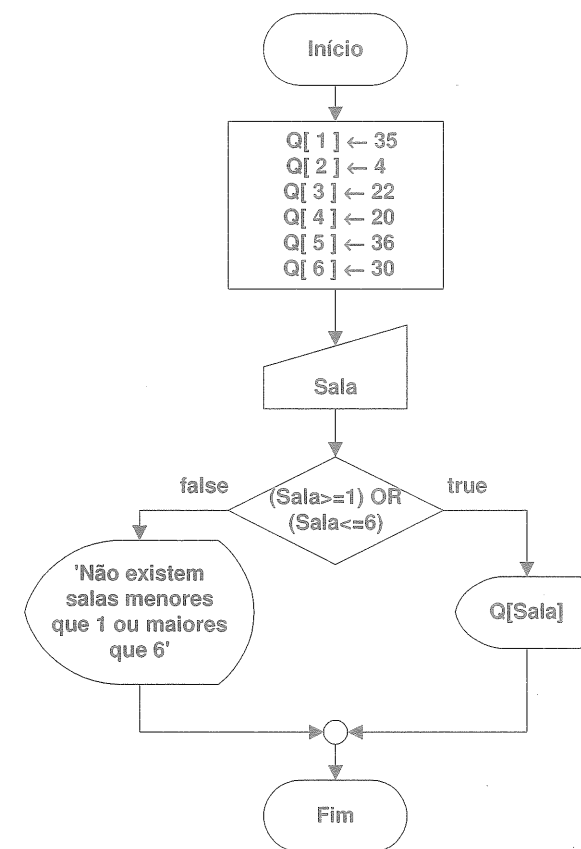 Início
Q[ 1 ] ← 35
Q[ 2 ] ← 4
Q[ 3 ] ← 22
Q[ 4 ] ← 20
Q[ 5 ] ← 36
Q[ 6 ] ← 30
Sala
(Sala>=1) OR
(Sala<=6)
false
true
'Não existem
salas menores
que 1 ou maiores
que 6'
Q[Sala]
Fim